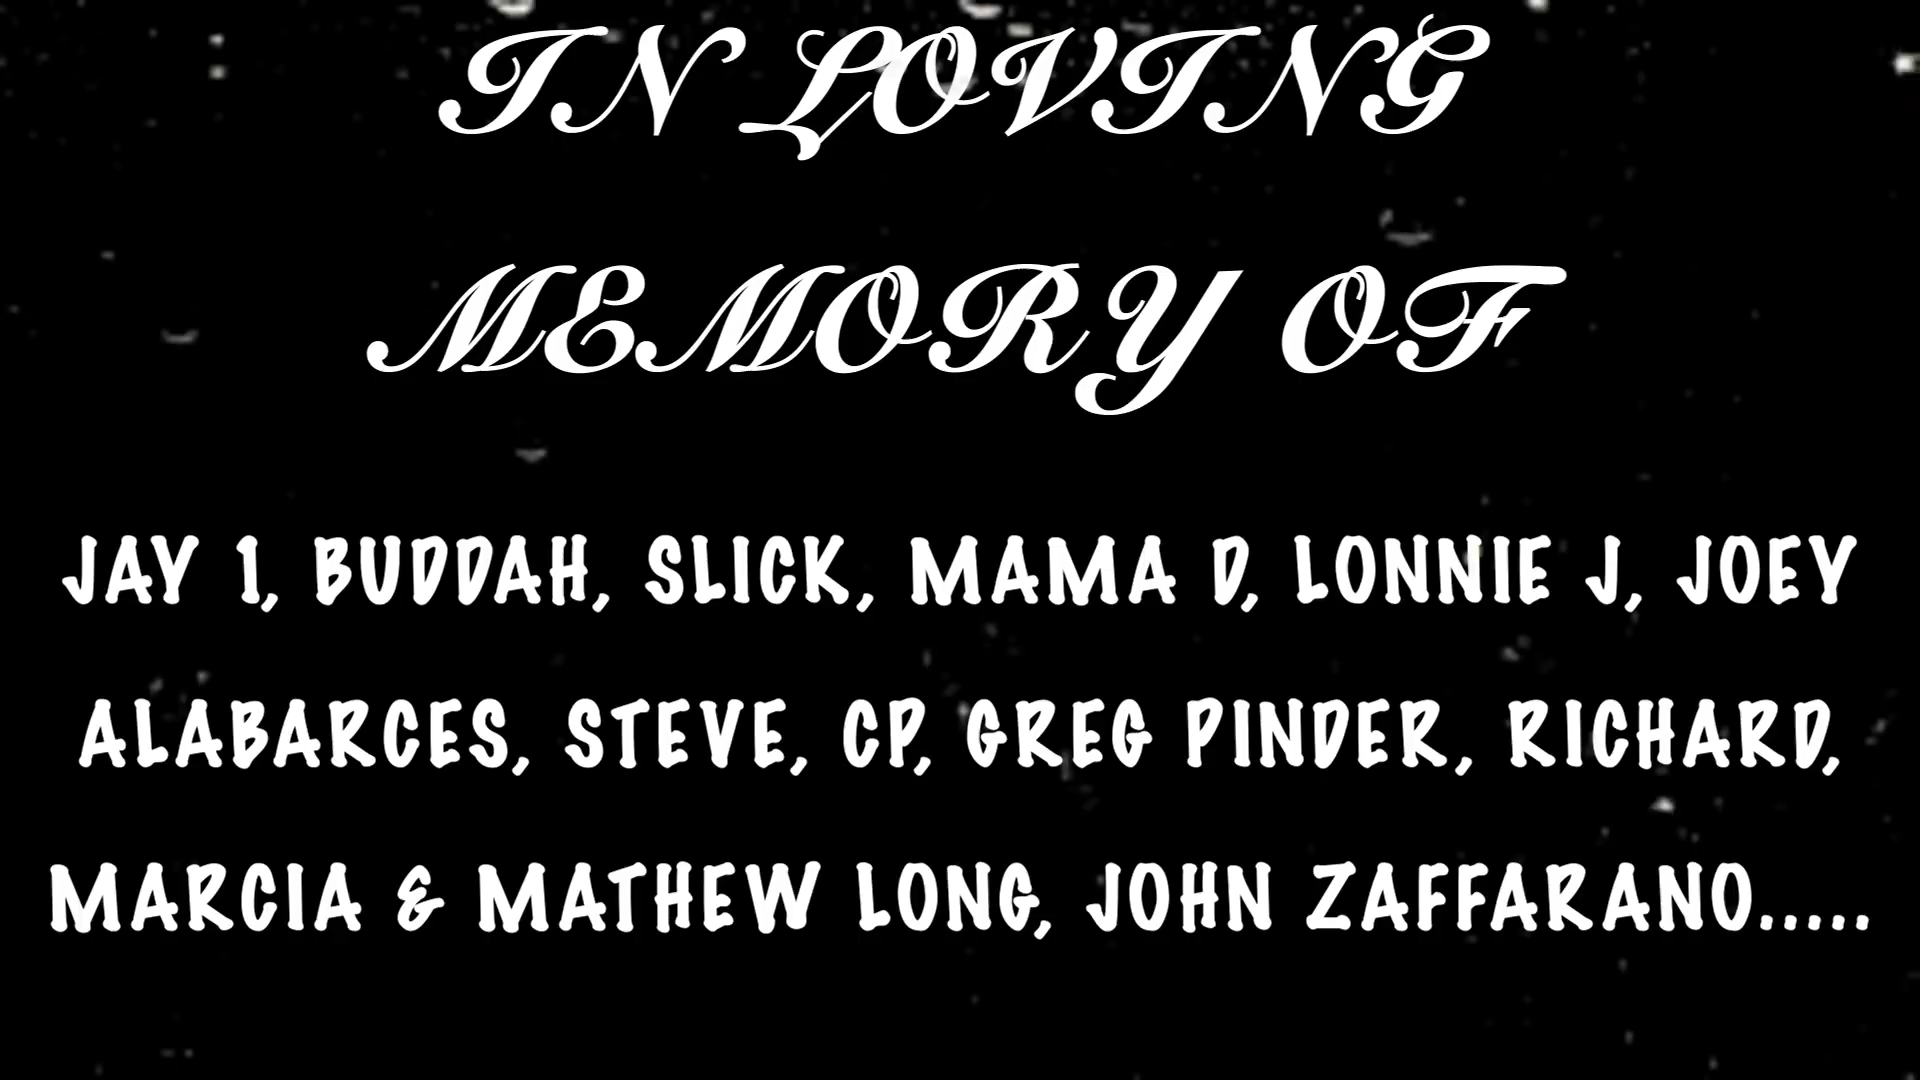 IN LOVING
MEMORY OF
JAY 1, BUDDAH, SLICK, MAMA D, LONNIE J, JOEY
ALABARCES, STEVE, CP, GREG PINDER, RICHARD,
MARCIA & MATHEW LONG, JOHN ZAFFARANO.....